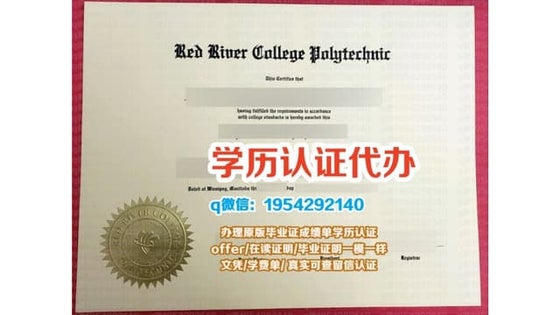 Red River College Polytechnic
This Certifies that
having fulfilled the requirements in accordance
with college standards is hereby awarded this
学历认证代办
Dated at Winnipeg, Manitoba this day
q微信：1954292140
办理原版毕业证成绩单学历认证
offer/在读证明/毕业证明一模一样
文凭/学费单/真实可查留信认证
President
Registrar
RED RIVER COLLEGE